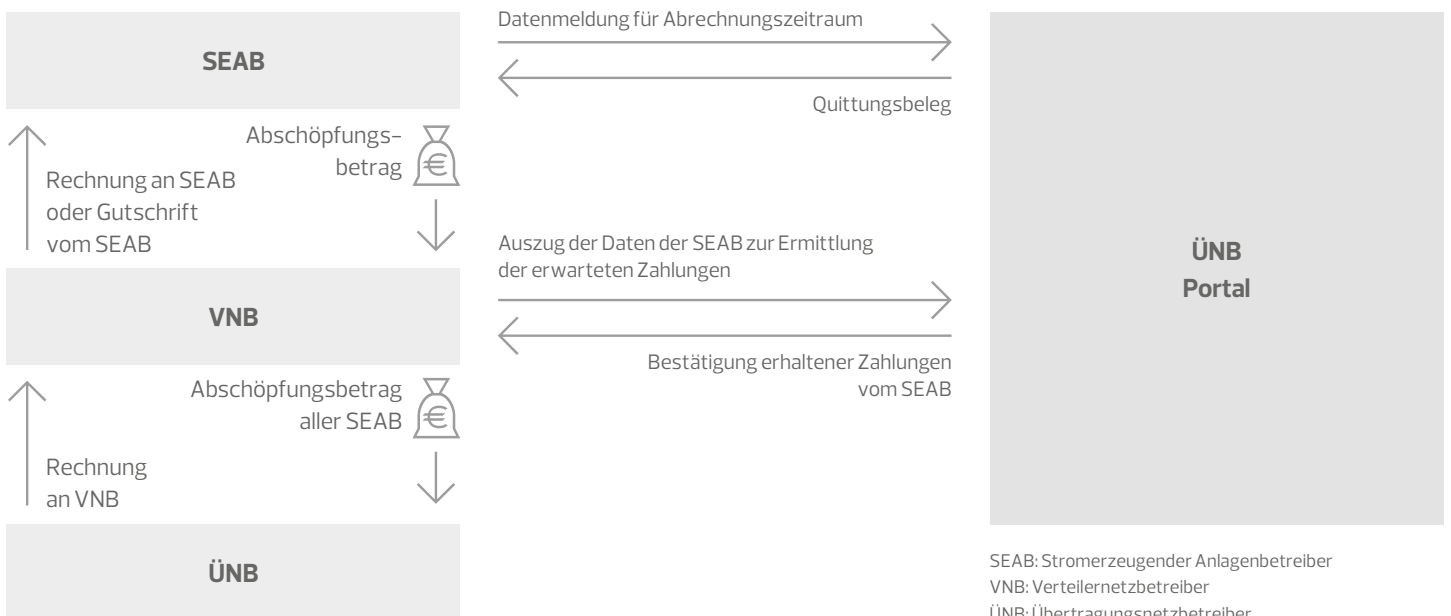 Datenmeldung für Abrechnungszeitraum
SEAB
Quittungsbeleg
Abschöpfungs-
betrag
Rechnung an SEAB
oder Gutschrift
vom SEAB
Auszug der Daten der SEAB zur Ermittlung
der erwarteten Zahlungen
ÜNB
Portal
VNB
Bestätigung erhaltener Zahlungen
vom SEAB
Abschöpfungsbetrag
aller SEAB
Rechnung
an VNB
ÜNB
SEAB: Stromerzeugender Anlagenbetreiber
VNB: Verteilernetzbetreiber
ÜNB: Übertragungsnetzbetreiber